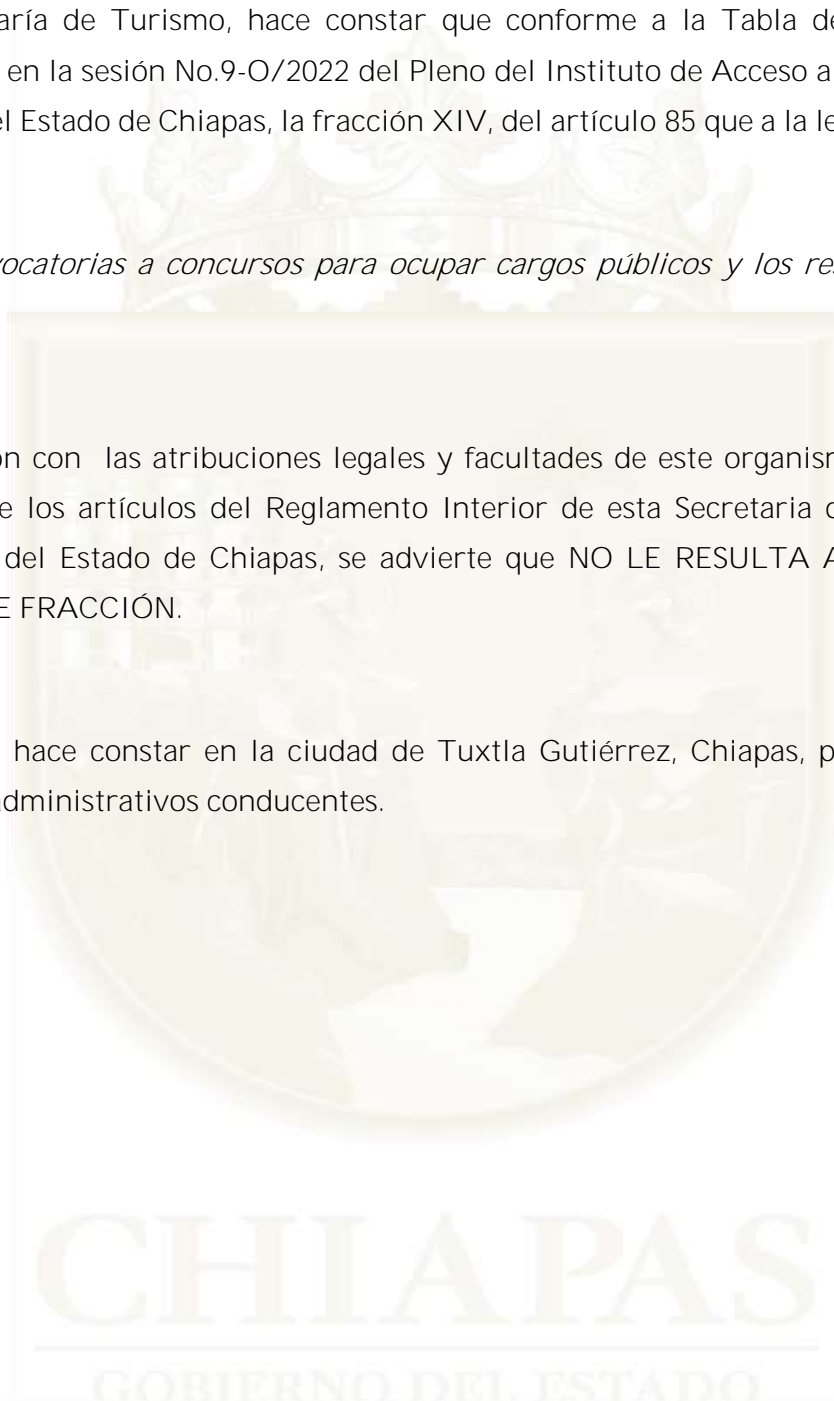 aría de Turismo, hace constar que conforme a la Tabla de
en la sesión No.9-O/2022 del Pleno del Instituto de Acceso a
el Estado de Chiapas, la fracción XIV, del artículo 85 que a la le
vocatorias a concursos para ocupar cargos públicos y los res
ón con las atribuciones legales y facultades de este organism
e los artículos del Reglamento Interior de esta Secretaria d
del Estado de Chiapas, se advierte que NO LE RESULTA A
E FRACCIÓN.
hace constar en la ciudad de Tuxtla Gutiérrez, Chiapas, p
administrativos conducentes.
CHIAPAS
GOBIERNO DEL ESTADO